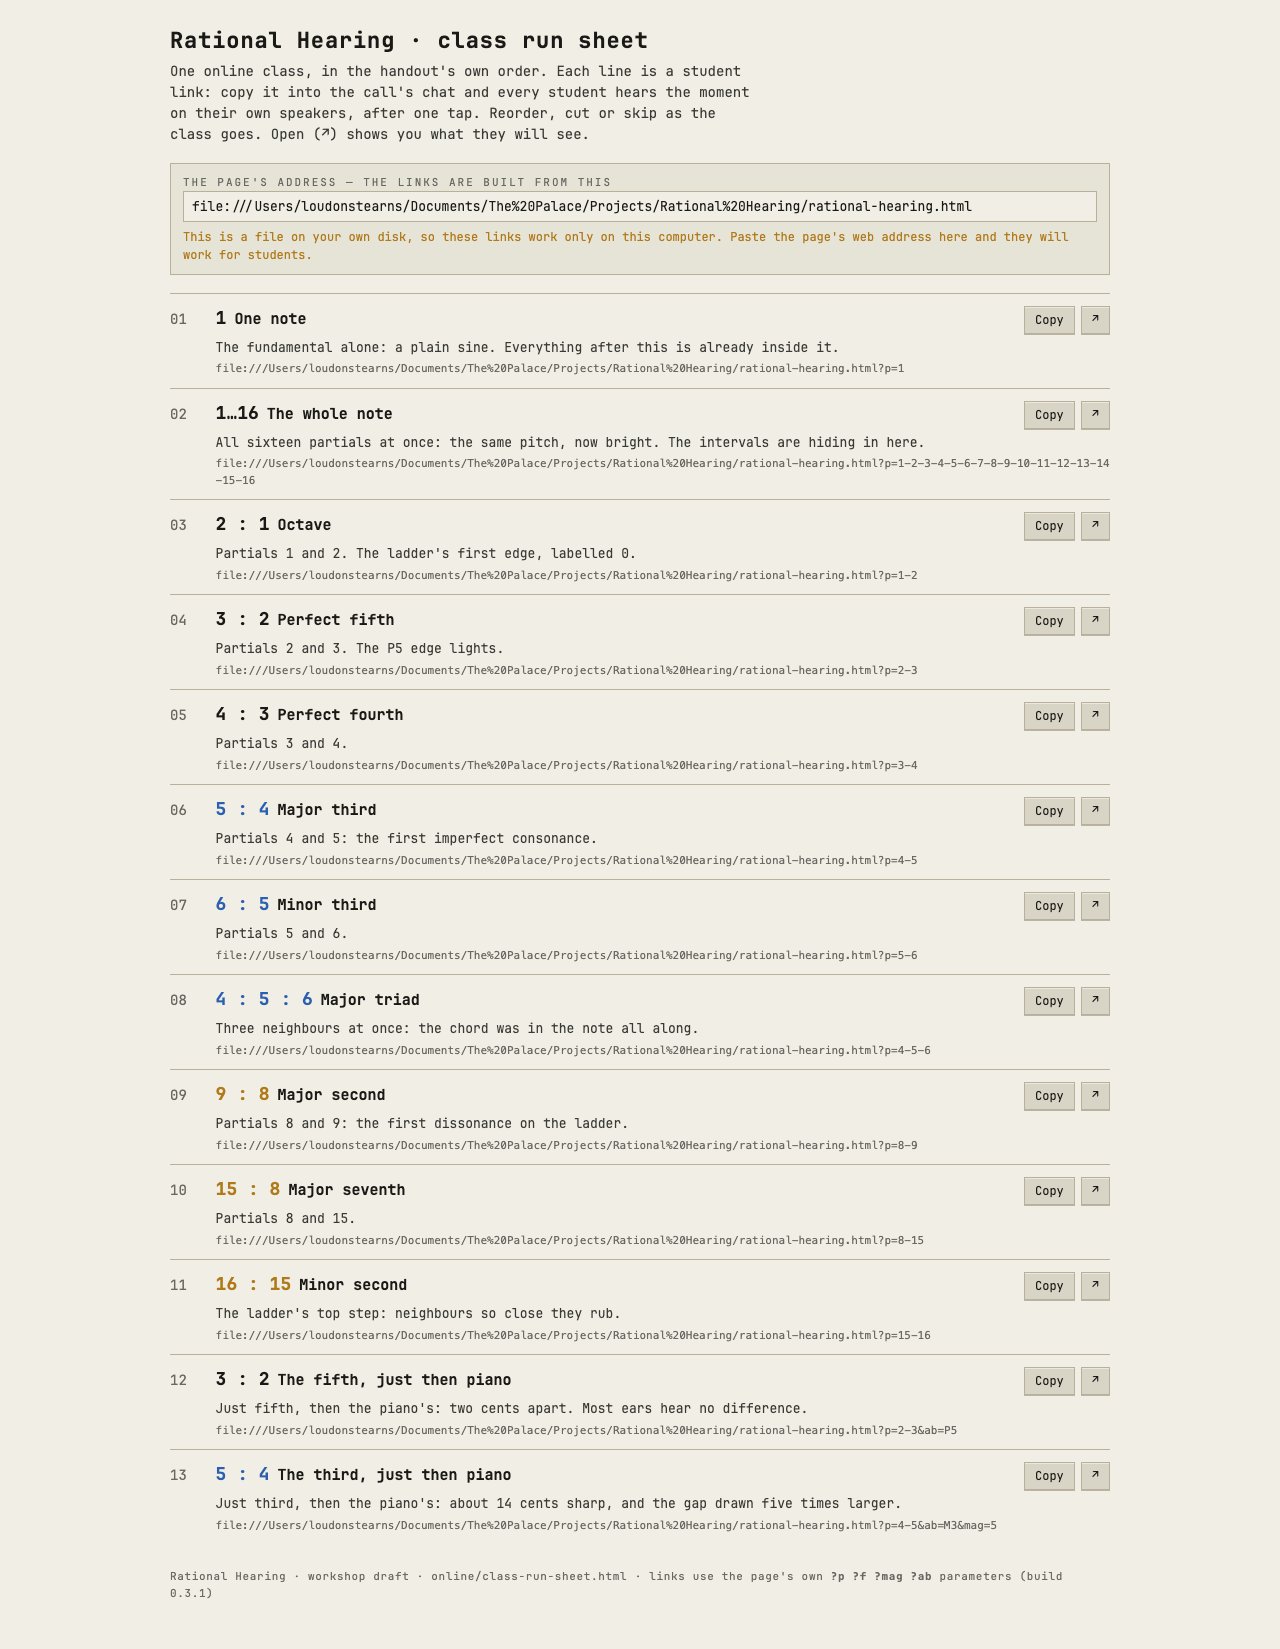 Rational Hearing · class run sheet
One online class, in the handout's own order. Each line is a student
link: copy it into the call's chat and every student hears the moment
on their own speakers, after one tap. Reorder, cut or skip as the
class goes. Open (↗) shows you what they will see.
THE PAGE'S ADDRESS — THE LINKS ARE BUILT FROM THIS
file:///Users/loudonstearns/Documents/The%20Palace/Projects/Rational%20Hearing/rational-hearing.html
This is a file on your own disk, so these links work only on this computer. Paste the page's web address here and they will
work for students.
01 1 One note Copy ↗
The fundamental alone: a plain sine. Everything after this is already inside it.
file:///Users/loudonstearns/Documents/The%20Palace/Projects/Rational%20Hearing/rational-hearing.html?p=1
02 1…16 The whole note Copy ↗
All sixteen partials at once: the same pitch, now bright. The intervals are hiding in here.
file:///Users/loudonstearns/Documents/The%20Palace/Projects/Rational%20Hearing/rational-hearing.html?p=1-2-3-4-5-6-7-8-9-10-11-12-13-14
-15-16
03 2 : 1 Octave Copy ↗
Partials 1 and 2. The ladder's first edge, labelled 0.
file:///Users/loudonstearns/Documents/The%20Palace/Projects/Rational%20Hearing/rational-hearing.html?p=1-2
04 3 : 2 Perfect fifth Copy ↗
Partials 2 and 3. The P5 edge lights.
file:///Users/loudonstearns/Documents/The%20Palace/Projects/Rational%20Hearing/rational-hearing.html?p=2-3
05 4 : 3 Perfect fourth Copy ↗
Partials 3 and 4.
file:///Users/loudonstearns/Documents/The%20Palace/Projects/Rational%20Hearing/rational-hearing.html?p=3-4
06 5 : 4 Major third Copy ↗
Partials 4 and 5: the first imperfect consonance.
file:///Users/loudonstearns/Documents/The%20Palace/Projects/Rational%20Hearing/rational-hearing.html?p=4-5
07 6 : 5 Minor third Copy ↗
Partials 5 and 6.
file:///Users/loudonstearns/Documents/The%20Palace/Projects/Rational%20Hearing/rational-hearing.html?p=5-6
08 4 : 5 : 6 Major triad Copy ↗
Three neighbours at once: the chord was in the note all along.
file:///Users/loudonstearns/Documents/The%20Palace/Projects/Rational%20Hearing/rational-hearing.html?p=4-5-6
09 9 : 8 Major second Copy ↗
Partials 8 and 9: the first dissonance on the ladder.
file:///Users/loudonstearns/Documents/The%20Palace/Projects/Rational%20Hearing/rational-hearing.html?p=8-9
10 15 : 8 Major seventh Copy ↗
Partials 8 and 15.
file:///Users/loudonstearns/Documents/The%20Palace/Projects/Rational%20Hearing/rational-hearing.html?p=8-15
11 16 : 15 Minor second Copy ↗
The ladder's top step: neighbours so close they rub.
file:///Users/loudonstearns/Documents/The%20Palace/Projects/Rational%20Hearing/rational-hearing.html?p=15-16
12 3 : 2 The fifth, just then piano Copy ↗
Just fifth, then the piano's: two cents apart. Most ears hear no difference.
file:///Users/loudonstearns/Documents/The%20Palace/Projects/Rational%20Hearing/rational-hearing.html?p=2-3&ab=P5
13 5 : 4 The third, just then piano Copy ↗
Just third, then the piano's: about 14 cents sharp, and the gap drawn five times larger.
file:///Users/loudonstearns/Documents/The%20Palace/Projects/Rational%20Hearing/rational-hearing.html?p=4-5&ab=M3&mag=5
Rational Hearing · workshop draft · online/class-run-sheet.html · links use the page's own ?p ?f ?mag ?ab parameters (build
0.3.1)